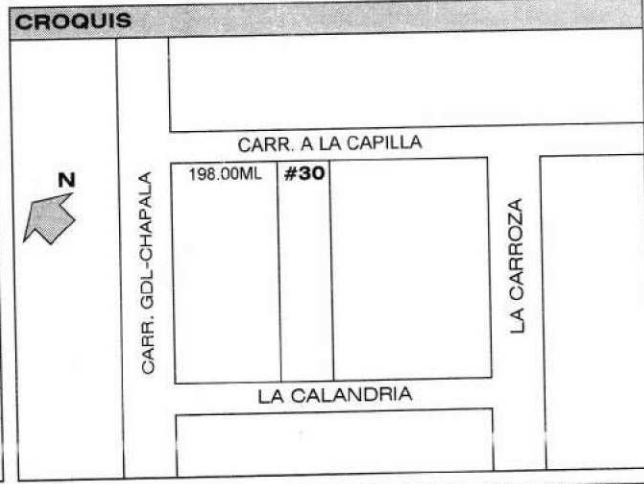 CROQUIS
CARR. A LA CAPILLA
198.00ML #30
N
CARR. GDL-CHAPALA
LA CARROZA
LA CALANDRIA